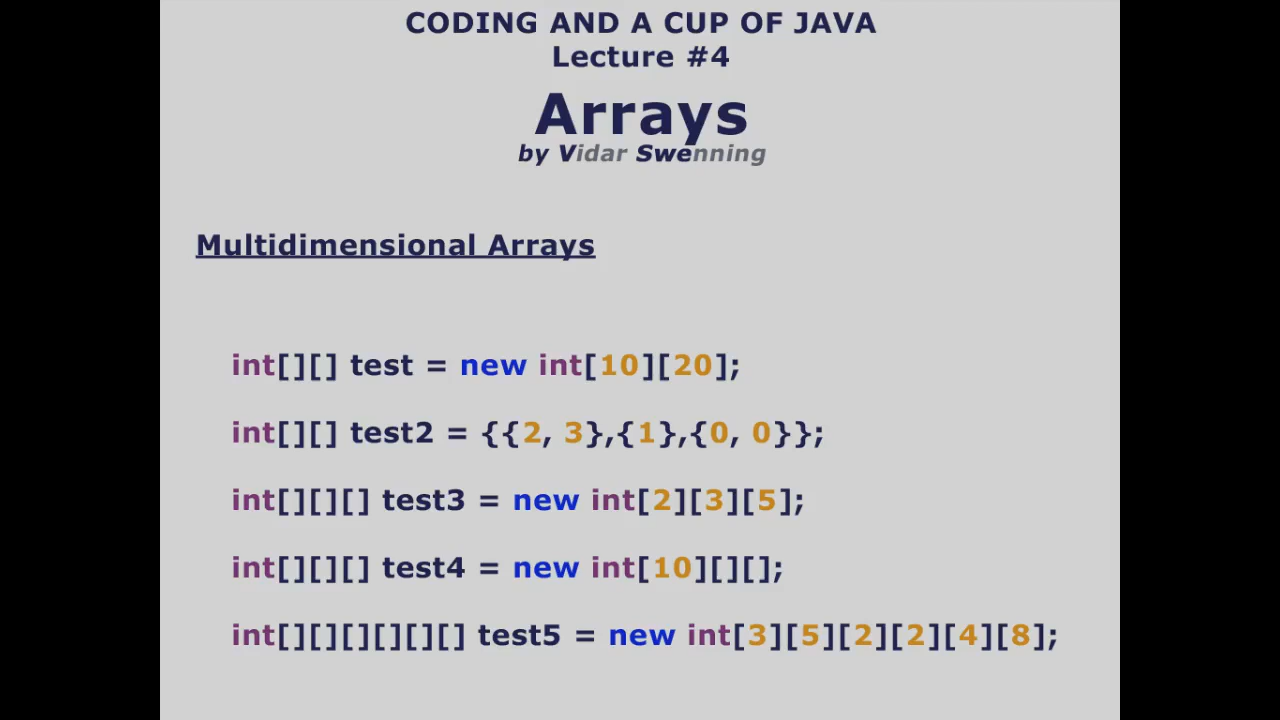 CODING AND A CUP OF JAVA
Lecture #4
Arrays
by Vidar Swenning
Multidimensional Arrays
int[][] test = new int[10][20];
int[][] test2 = {{2, 3},{1},{0, 0}};
int[][][] test3 = new int[2][3][5];
int[][][] test4 = new int[10][][];
int[][][][][][] test5 = new int[3][5][2][2][4][8];